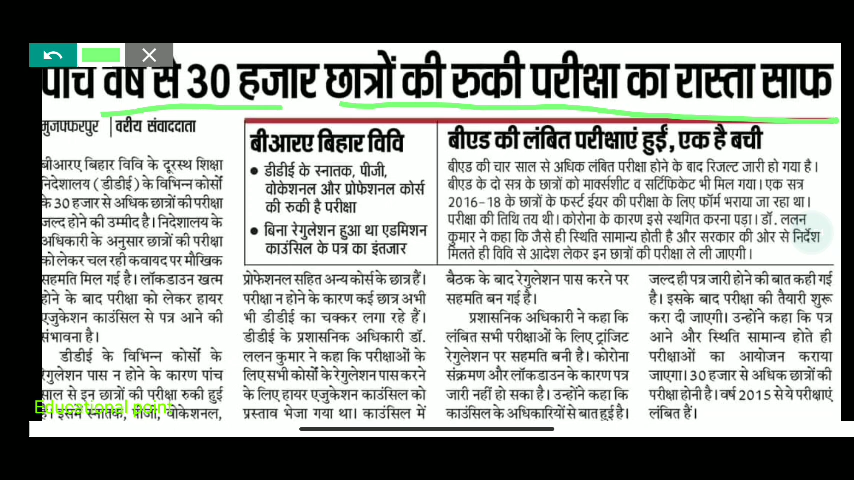 पांच वर्ष से 30 हजार छात्रों की रुकी परीक्षा का रास्ता साफ
मुजफ्फरपुर | वरीय संवाददाता
बीआरए बिहार विवि के दूरस्थ शिक्षा
निदेशालय (डीडीई) के विभिन्न कोर्सों
के 30 हजार से अधिक छात्रों की परीक्षा
जल्द होने की उम्मीद है। निदेशालय के
अधिकारी के अनुसार छात्रों की परीक्षा
को लेकर चल रही कवायद पर मौखिक
सहमति मिल गई है। लॉकडाउन खत्म
होने के बाद परीक्षा को लेकर हायर
एजुकेशन काउंसिल से पत्र आने की
संभावना है।
डीडीई के विभिन्न कोर्सों के
रेगुलेशन पास न होने के कारण पांच
साल से इन छात्रों की परीक्षा रुकी हुई
है। इसमें स्नातक, पीजी, वोकेशनल,
Educational point
बीआरए बिहार विवि
• डीडीई के स्नातक, पीजी,
वोकेशनल और प्रोफेशनल कोर्स
की रुकी है परीक्षा
• बिना रेगुलेशन हुआ था एडमिशन
काउंसिल के पत्र का इंतजार
बीएड की लंबित परीक्षाएं हुईं, एक है बची
बीएड की चार साल से अधिक लंबित परीक्षा होने के बाद रिजल्ट जारी हो गया है।
बीएड के दो सत्र के छात्रों को मार्क्सशीट व सर्टिफिकेट भी मिल गया। एक सत्र
2016-18 के छात्रों के फर्स्ट ईयर की परीक्षा के लिए फॉर्म भराया जा रहा था।
परीक्षा की तिथि तय थी। कोरोना के कारण इसे स्थगित करना पड़ा। डॉ. ललन
कुमार ने कहा कि जैसे ही स्थिति सामान्य होती है और सरकार की ओर से निर्देश
मिलते ही विवि से आदेश लेकर इन छात्रों की परीक्षा ले ली जाएगी।
प्रोफेशनल सहित अन्य कोर्स के छात्र हैं।
परीक्षा न होने के कारण कई छात्र अभी
भी डीडीई का चक्कर लगा रहे हैं।
डीडीई के प्रशासनिक अधिकारी डॉ.
ललन कुमार ने कहा कि परीक्षाओं के
लिए सभी कोर्सों के रेगुलेशन पास करने
के लिए हायर एजुकेशन काउंसिल को
प्रस्ताव भेजा गया था। काउंसिल में
बैठक के बाद रेगुलेशन पास करने पर
सहमति बन गई है।
प्रशासनिक अधिकारी ने कहा कि
लंबित सभी परीक्षाओं के लिए ट्रांजिट
रेगुलेशन पर सहमति बनी है। कोरोना
संक्रमण और लॉकडाउन के कारण पत्र
जारी नहीं हो सका है। उन्होंने कहा कि
काउंसिल के अधिकारियों से बात हुई है।
जल्द ही पत्र जारी होने की बात कही गई
है। इसके बाद परीक्षा की तैयारी शुरू
करा दी जाएगी। उन्होंने कहा कि पत्र
आने और स्थिति सामान्य होते ही
परीक्षाओं का आयोजन कराया
जाएगा। 30 हजार से अधिक छात्रों की
परीक्षा होनी है। वर्ष 2015 से ये परीक्षाएं
लंबित हैं।